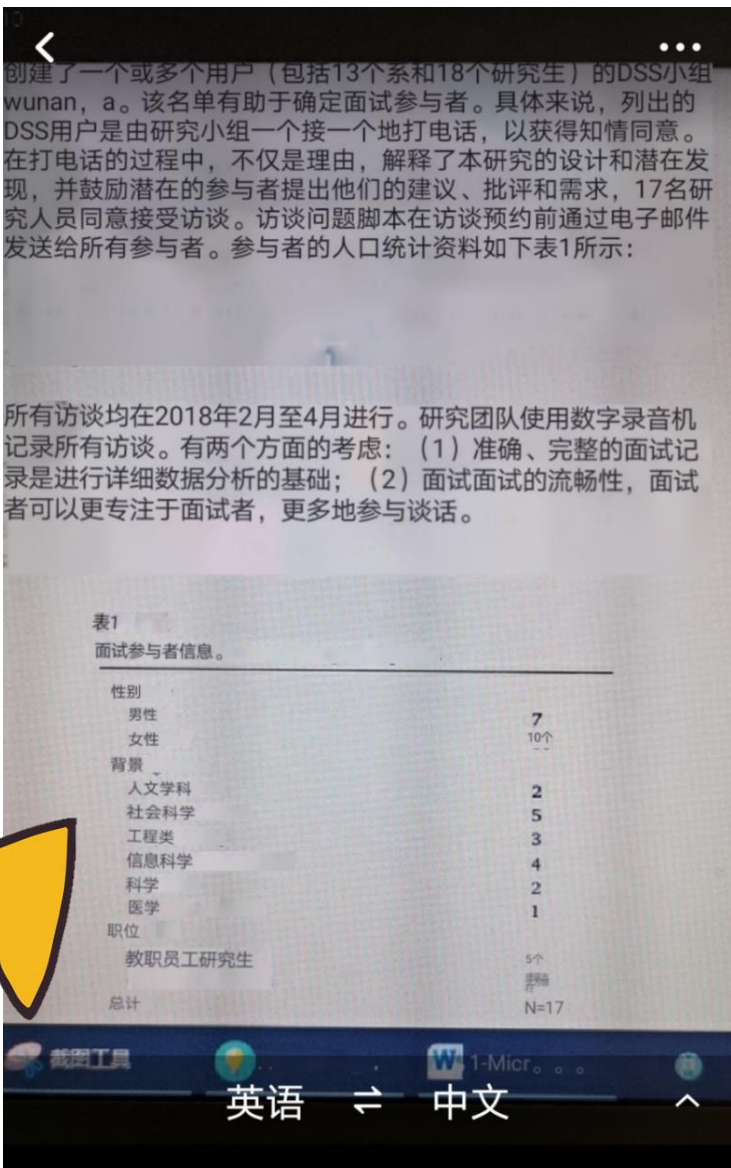 创建了一个或多个用户（包括13个系和18个研究生）的DSS小组
wunan，a。该名单有助于确定面试参与者。具体来说，列出的
DSS用户是由研究小组一个接一个地打电话，以获得知情同意。
在打电话的过程中，不仅是理由，解释了本研究的设计和潜在发
现，并鼓励潜在的参与者提出他们的建议、批评和需求，17名研
究人员同意接受访谈。访谈问题脚本在访谈预约前通过电子邮件
发送给所有参与者。参与者的人口统计资料如下表1所示：
所有访谈均在2018年2月至4月进行。研究团队使用数字录音机
记录所有访谈。有两个方面的考虑：（1）准确、完整的面试记
录是进行详细数据分析的基础；（2）面试面试的流畅性，面试
者可以更专注于面试者，更多地参与谈话。
表1
面试参与者信息。
性别
男性 7
女性 10个
背景
人文学科 2
社会科学 5
工程类 3
信息科学 4
科学 2
医学 1
职位
教职员工研究生 5个
总计 N=17
截图工具 1-Micr。。。
英语 ⇌ 中文